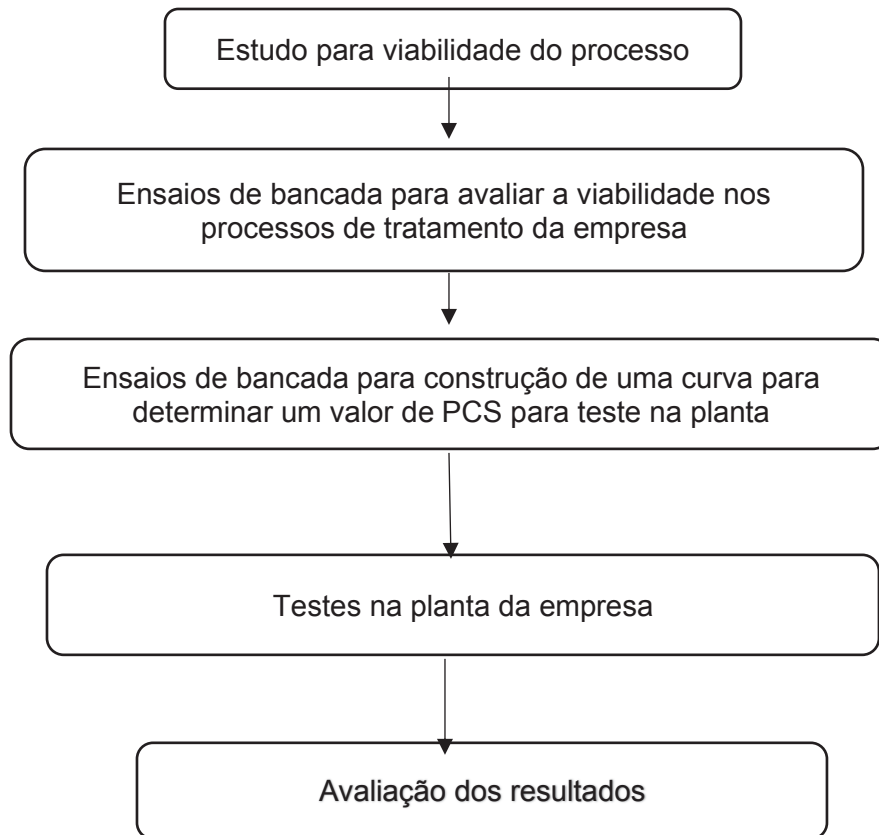 Estudo para viabilidade do processo
Ensaios de bancada para avaliar a viabilidade nos
processos de tratamento da empresa
Ensaios de bancada para construção de uma curva para
determinar um valor de PCS para teste na planta
Testes na planta da empresa
Avaliação dos resultados